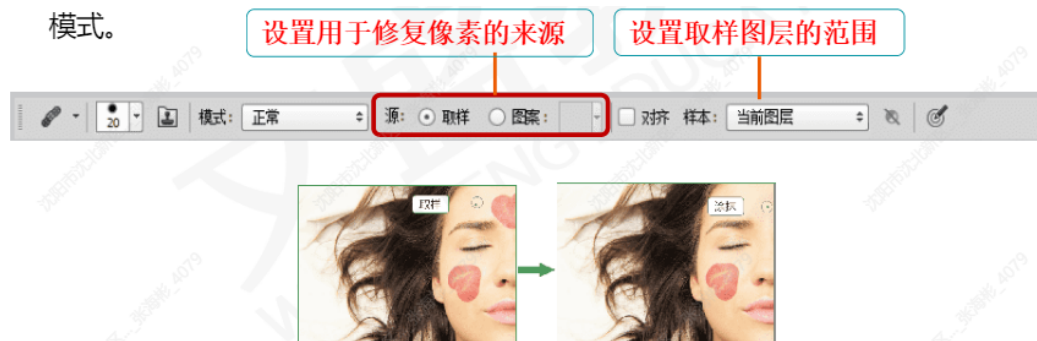 模式。
设置用于修复像素的来源
设置取样图层的范围
20 模式: 正常 源: 取样 图案: 对齐 样本: 当前图层
取样
涂抹